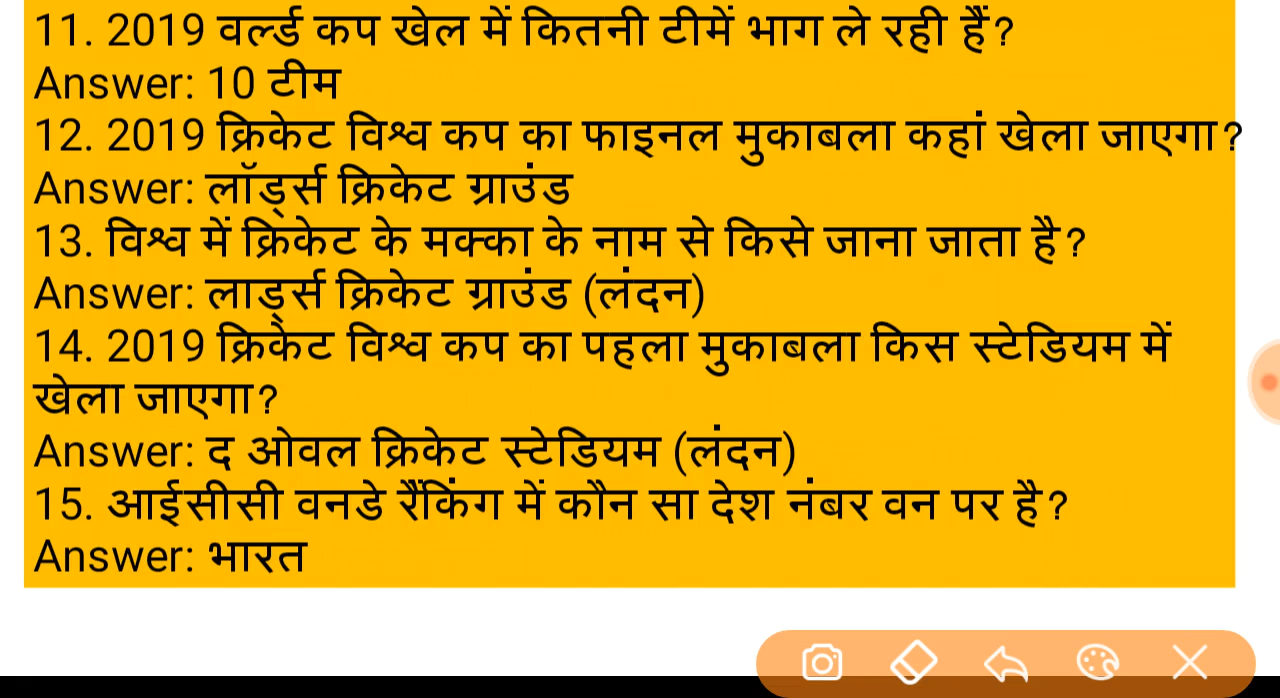 11. 2019 वर्ल्ड कप खेल में कितनी टीमें भाग ले रही हैं?
Answer: 10 टीम
12. 2019 क्रिकेट विश्व कप का फाइनल मुकाबला कहां खेला जाएगा?
Answer: लॉर्ड्स क्रिकेट ग्राउंड
13. विश्व में क्रिकेट के मक्का के नाम से किसे जाना जाता है?
Answer: लार्ड्स क्रिकेट ग्राउंड (लंदन)
14. 2019 क्रिकेट विश्व कप का पहला मुकाबला किस स्टेडियम में
खेला जाएगा?
Answer: द ओवल क्रिकेट स्टेडियम (लंदन)
15. आईसीसी वनडे रैंकिंग में कौन सा देश नंबर वन पर है?
Answer: भारत